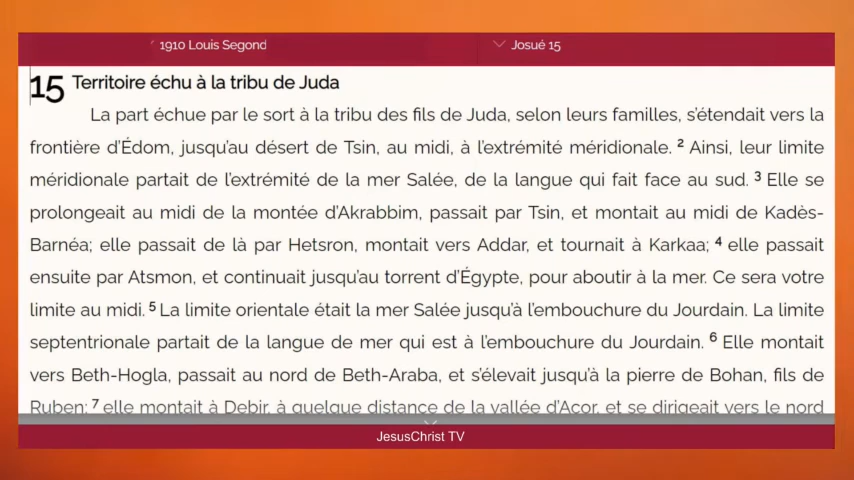 1910 Louis Segond
Josué 15
15 Territoire échu à la tribu de Juda
La part échue par le sort à la tribu des fils de Juda, selon leurs familles, s’étendait vers la
frontière d’Édom, jusqu’au désert de Tsin, au midi, à l’extrémité méridionale. 2 Ainsi, leur limite
méridionale partait de l’extrémité de la mer Salée, de la langue qui fait face au sud. 3 Elle se
prolongeait au midi de la montée d’Akrabbim, passait par Tsin, et montait au midi de Kadès-
Barnéa; elle passait de là par Hetsron, montait vers Addar, et tournait à Karkaa; 4 elle passait
ensuite par Atsmon, et continuait jusqu’au torrent d’Égypte, pour aboutir à la mer. Ce sera votre
limite au midi. 5 La limite orientale était la mer Salée jusqu’à l’embouchure du Jourdain. La limite
septentrionale partait de la langue de mer qui est à l’embouchure du Jourdain. 6 Elle montait
vers Beth-Hogla, passait au nord de Beth-Araba, et s’élevait jusqu’à la pierre de Bohan, fils de
Ruben; 7 elle montait à Debir, à quelque distance de la vallée d’Acor, et se dirigeait vers le nord
JesusChrist TV